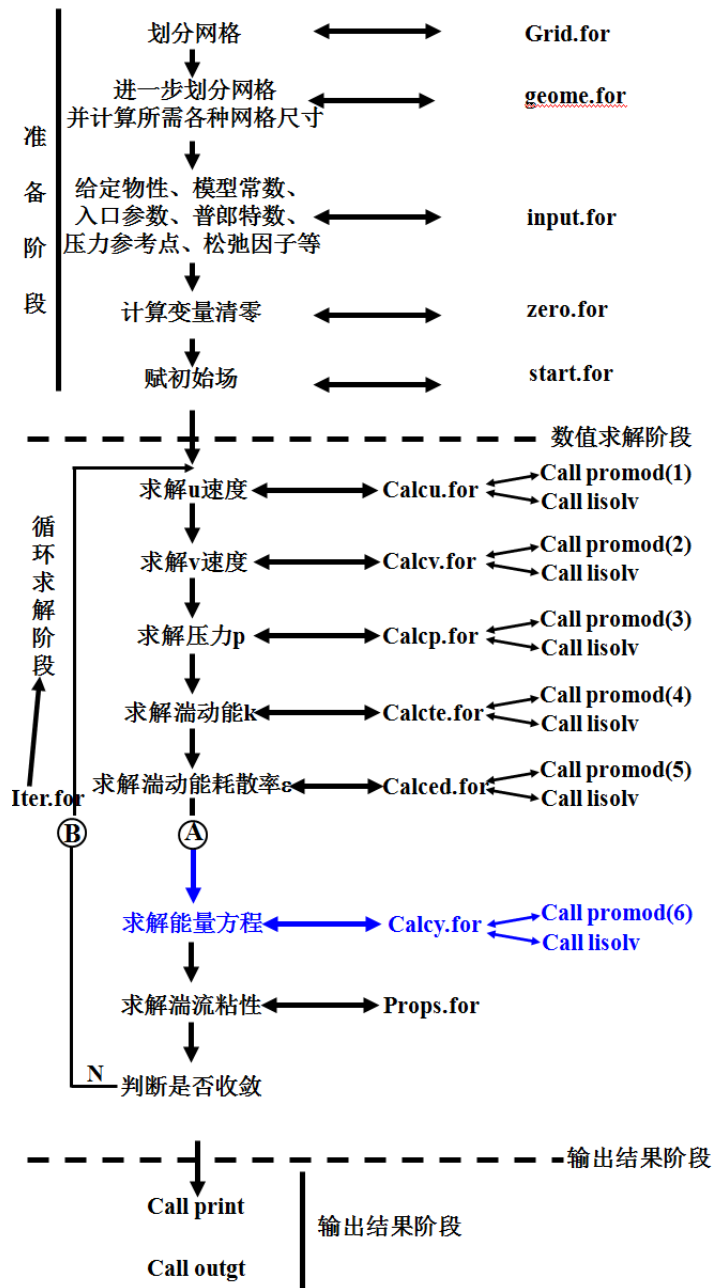 划分网格
Grid.for
进一步划分网格
并计算所需各种网格尺寸
geome.for
准备阶段
给定物性、模型常数、
入口参数、普郎特数、
压力参考点、松弛因子等
input.for
计算变量清零
zero.for
赋初始场
start.for
数值求解阶段
求解u速度
Calcu.for
Call promod(1)
Call lisolv
循环求解阶段
求解v速度
Calcv.for
Call promod(2)
Call lisolv
求解压力p
Calcp.for
Call promod(3)
Call lisolv
求解湍动能k
Calcte.for
Call promod(4)
Call lisolv
求解湍动能耗散率ε
Calced.for
Call promod(5)
Call lisolv
Iter.for
B
A
求解能量方程
Calcy.for
Call promod(6)
Call lisolv
求解湍流粘性
Props.for
N
判断是否收敛
输出结果阶段
Call print
输出结果阶段
Call outgt